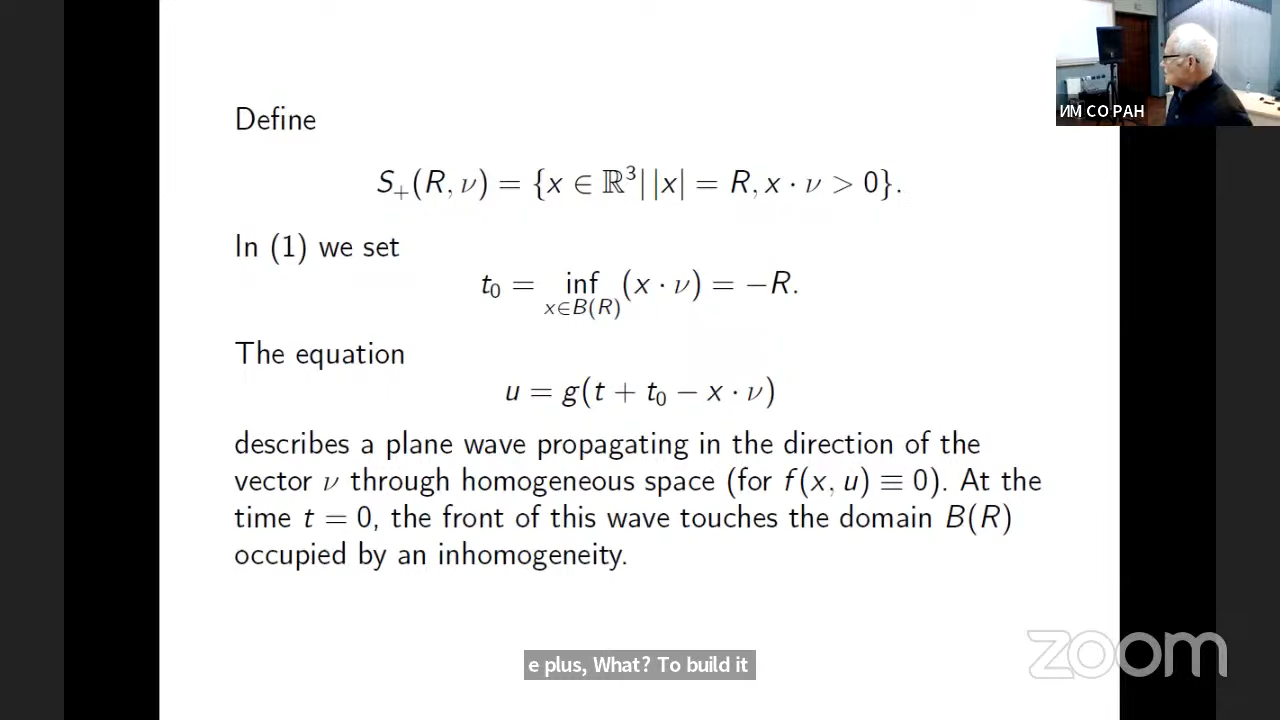 ИМ СО РАН
Define
S₊(R, ν) = {x ∈ ℝ³| |x| = R, x · ν > 0}.
In (1) we set
t₀ = inf (x · ν) = −R.
x∈B(R)
The equation
u = g(t + t₀ − x · ν)
describes a plane wave propagating in the direction of the
vector ν through homogeneous space (for f(x, u) ≡ 0). At the
time t = 0, the front of this wave touches the domain B(R)
occupied by an inhomogeneity.
zoom
e plus, What? To build it